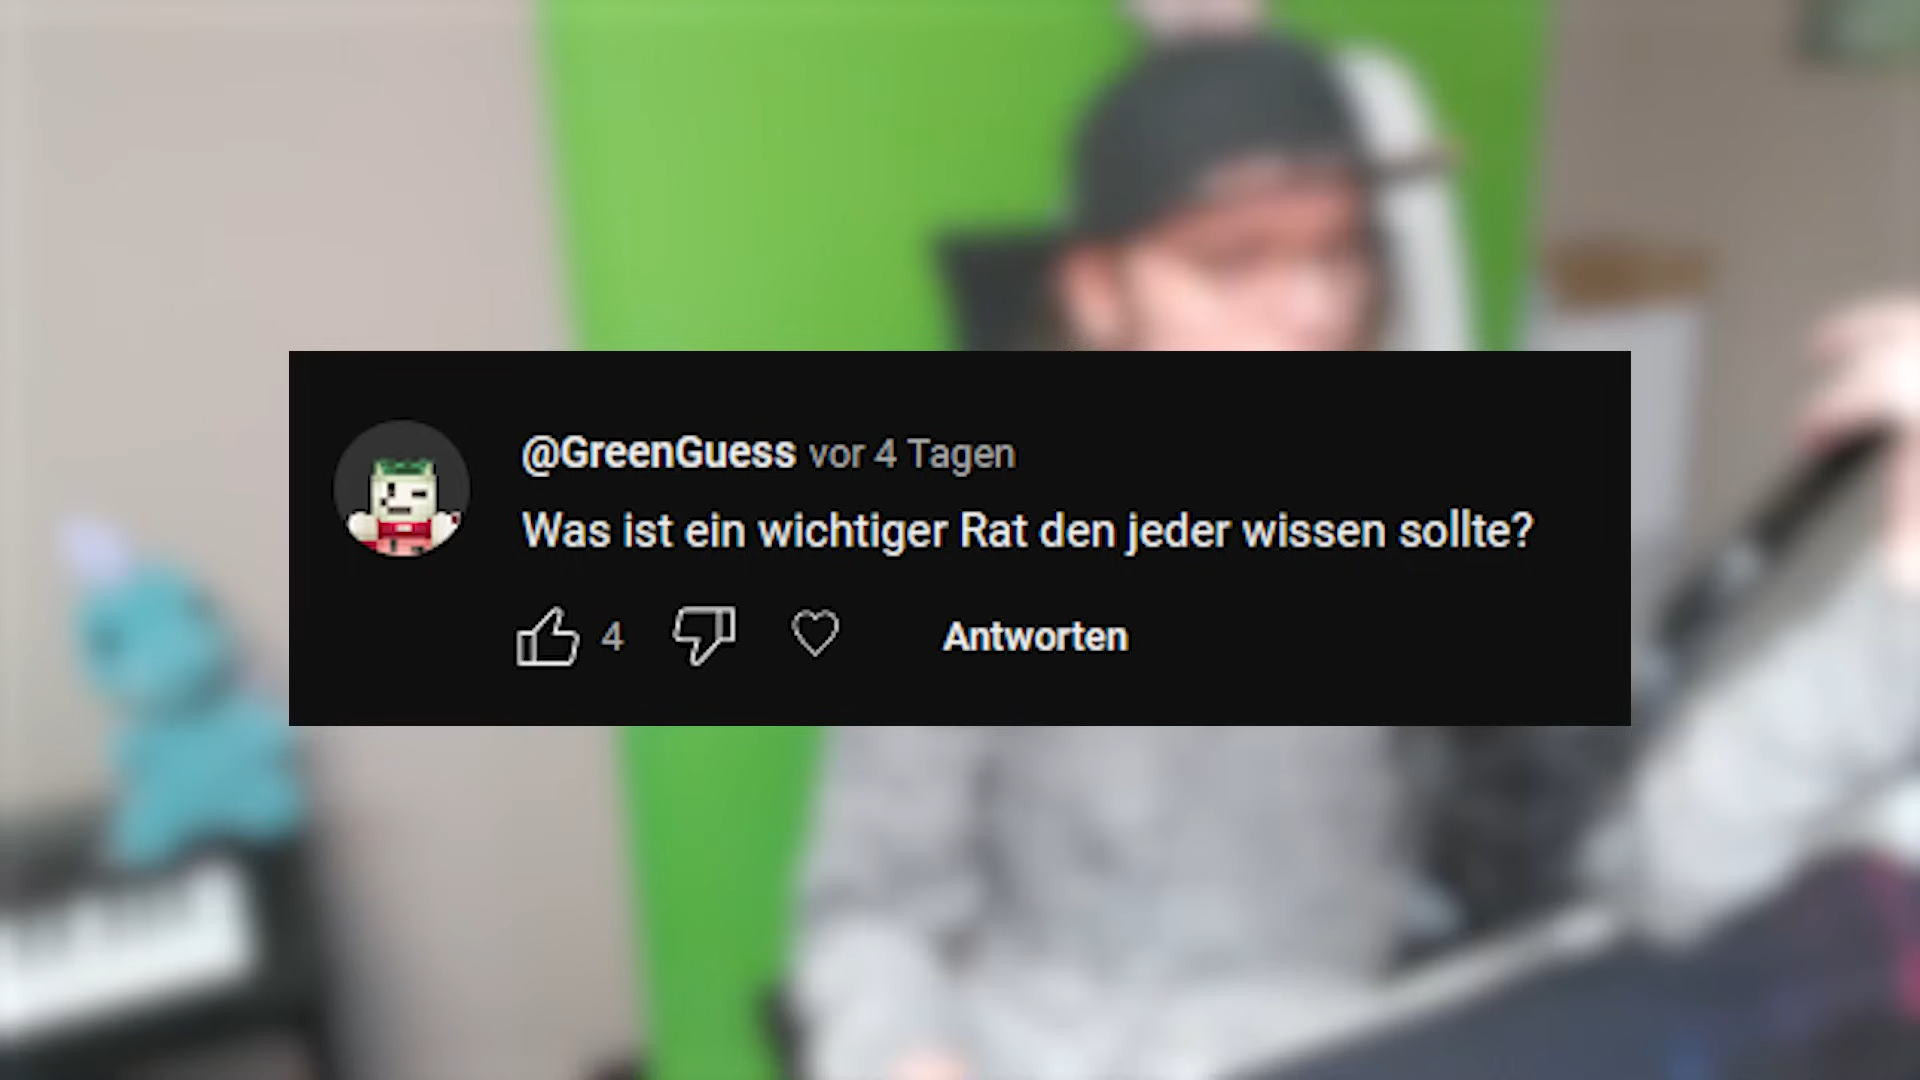 @GreenGuess vor 4 Tagen
Was ist ein wichtiger Rat den jeder wissen sollte?
4 Antworten